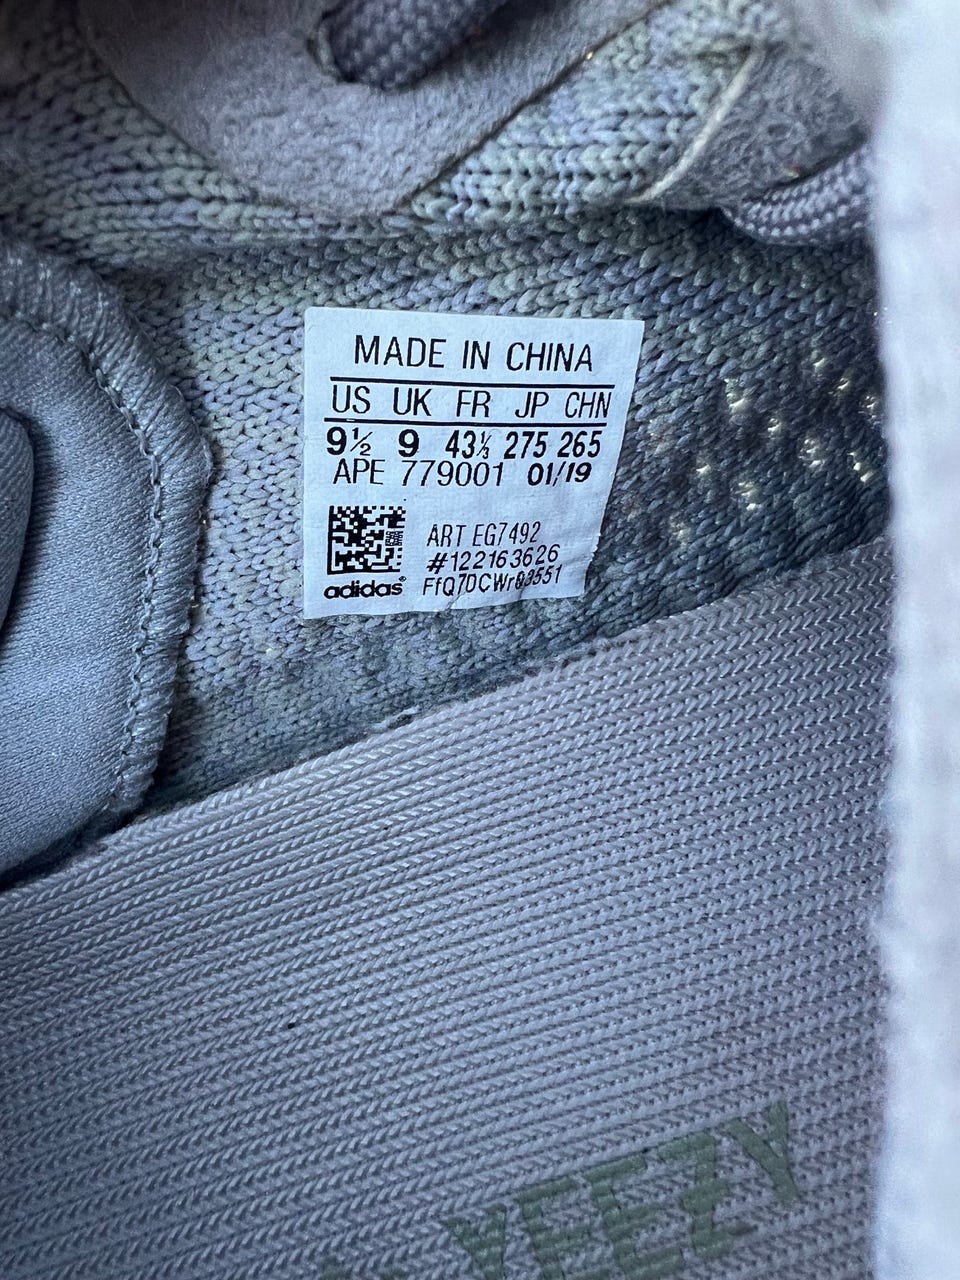 MADE IN CHINA
US UK FR JP CHN
9½ 9 43⅓ 275 265
APE 779001 01/19
ART EG7492
#122163626
FfQ7DCWr03551
adidas®
YEEZY